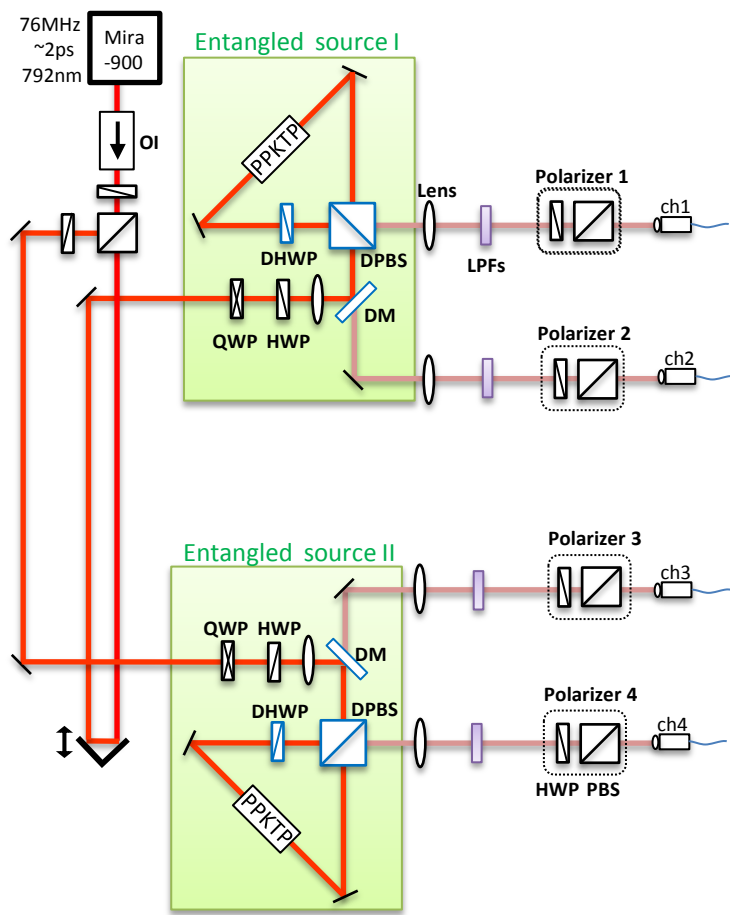 76MHz
~2ps
792nm
Mira
-900
OI
Entangled source I
PPKTP
DHWP
DPBS
QWP
HWP
DM
Lens
LPFs
Polarizer 1
ch1
Polarizer 2
ch2
Entangled source II
QWP
HWP
DM
DHWP
DPBS
PPKTP
Polarizer 3
ch3
Polarizer 4
ch4
HWP PBS